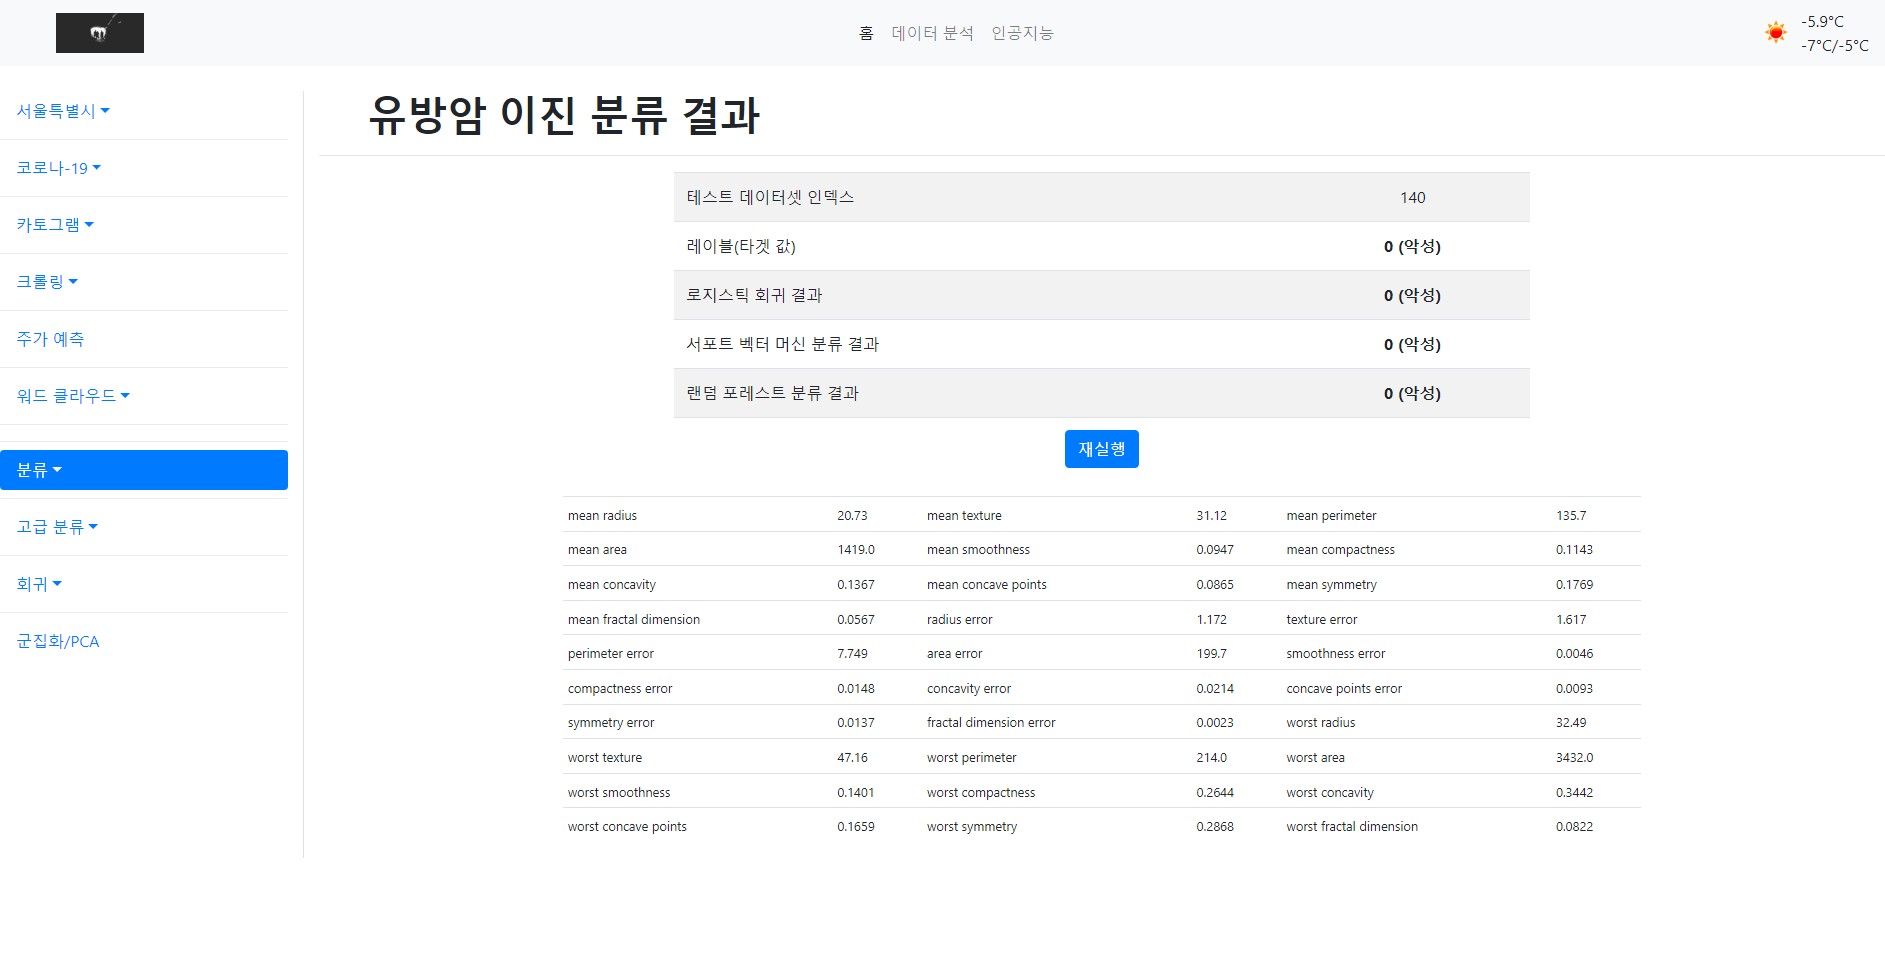 홈 데이터 분석 인공지능
-5.9°C
-7°C/-5°C
서울특별시
코로나-19
카토그램
크롤링
주가 예측
워드 클라우드
분류
고급 분류
회귀
군집화/PCA
유방암 이진 분류 결과
테스트 데이터셋 인덱스 140
레이블(타겟 값) 0 (악성)
로지스틱 회귀 결과 0 (악성)
서포트 벡터 머신 분류 결과 0 (악성)
랜덤 포레스트 분류 결과 0 (악성)
재실행
mean radius 20.73 mean texture 31.12 mean perimeter 135.7
mean area 1419.0 mean smoothness 0.0947 mean compactness 0.1143
mean concavity 0.1367 mean concave points 0.0865 mean symmetry 0.1769
mean fractal dimension 0.0567 radius error 1.172 texture error 1.617
perimeter error 7.749 area error 199.7 smoothness error 0.0046
compactness error 0.0148 concavity error 0.0214 concave points error 0.0093
symmetry error 0.0137 fractal dimension error 0.0023 worst radius 32.49
worst texture 47.16 worst perimeter 214.0 worst area 3432.0
worst smoothness 0.1401 worst compactness 0.2644 worst concavity 0.3442
worst concave points 0.1659 worst symmetry 0.2868 worst fractal dimension 0.0822